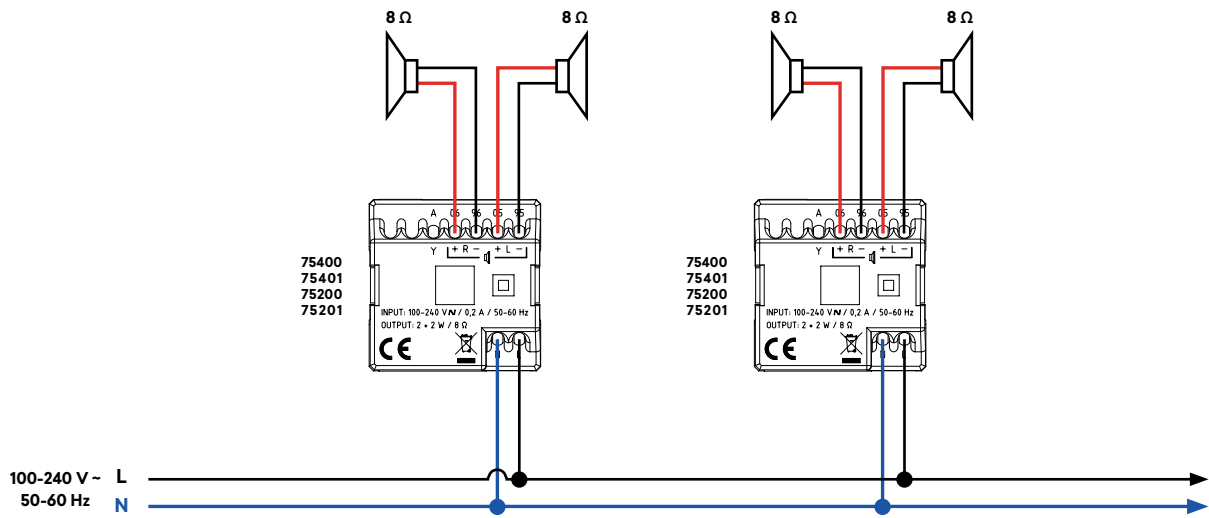 8 Ω 8 Ω 8 Ω 8 Ω
A 06 96 05 95 A 06 96 05 95
Y + R − + L − Y + R − + L −
75400
75401
75200
75201
INPUT: 100-240 V / 0,2 A / 50-60 Hz
OUTPUT: 2 + 2 W / 8 Ω
CE
75400
75401
75200
75201
INPUT: 100-240 V / 0,2 A / 50-60 Hz
OUTPUT: 2 + 2 W / 8 Ω
CE
100-240 V ~ L
50-60 Hz N